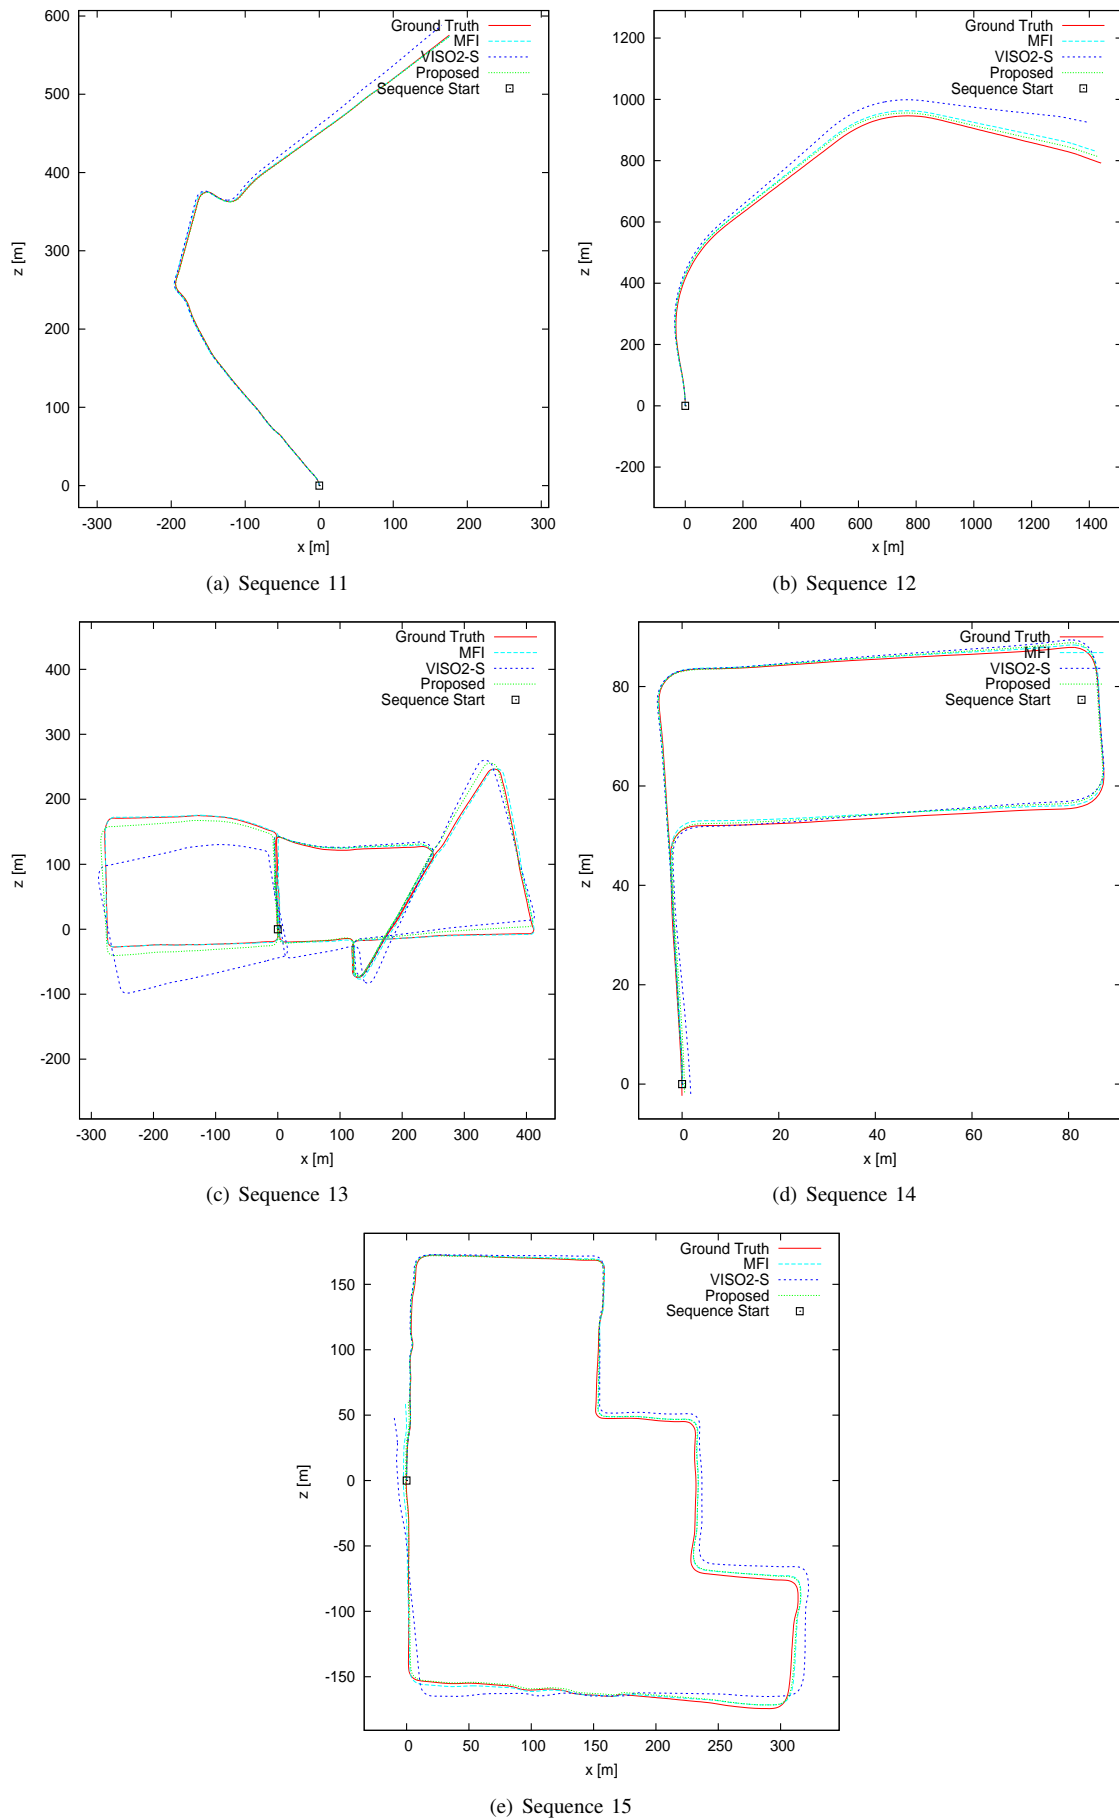 600
500
400
300
200
100
0
z [m]
-300 -200 -100 0 100 200 300
x [m]
Ground Truth
MFI
VISO2-S
Proposed
Sequence Start
(a) Sequence 11
1200
1000
800
600
400
200
0
-200
z [m]
0 200 400 600 800 1000 1200 1400
x [m]
Ground Truth
MFI
VISO2-S
Proposed
Sequence Start
(b) Sequence 12
400
300
200
100
0
-100
-200
z [m]
-300 -200 -100 0 100 200 300 400
x [m]
Ground Truth
MFI
VISO2-S
Proposed
Sequence Start
(c) Sequence 13
80
60
40
20
0
z [m]
0 20 40 60 80
x [m]
Ground Truth
MFI
VISO2-S
Proposed
Sequence Start
(d) Sequence 14
150
100
50
0
-50
-100
-150
z [m]
0 50 100 150 200 250 300
x [m]
Ground Truth
MFI
VISO2-S
Proposed
Sequence Start
(e) Sequence 15